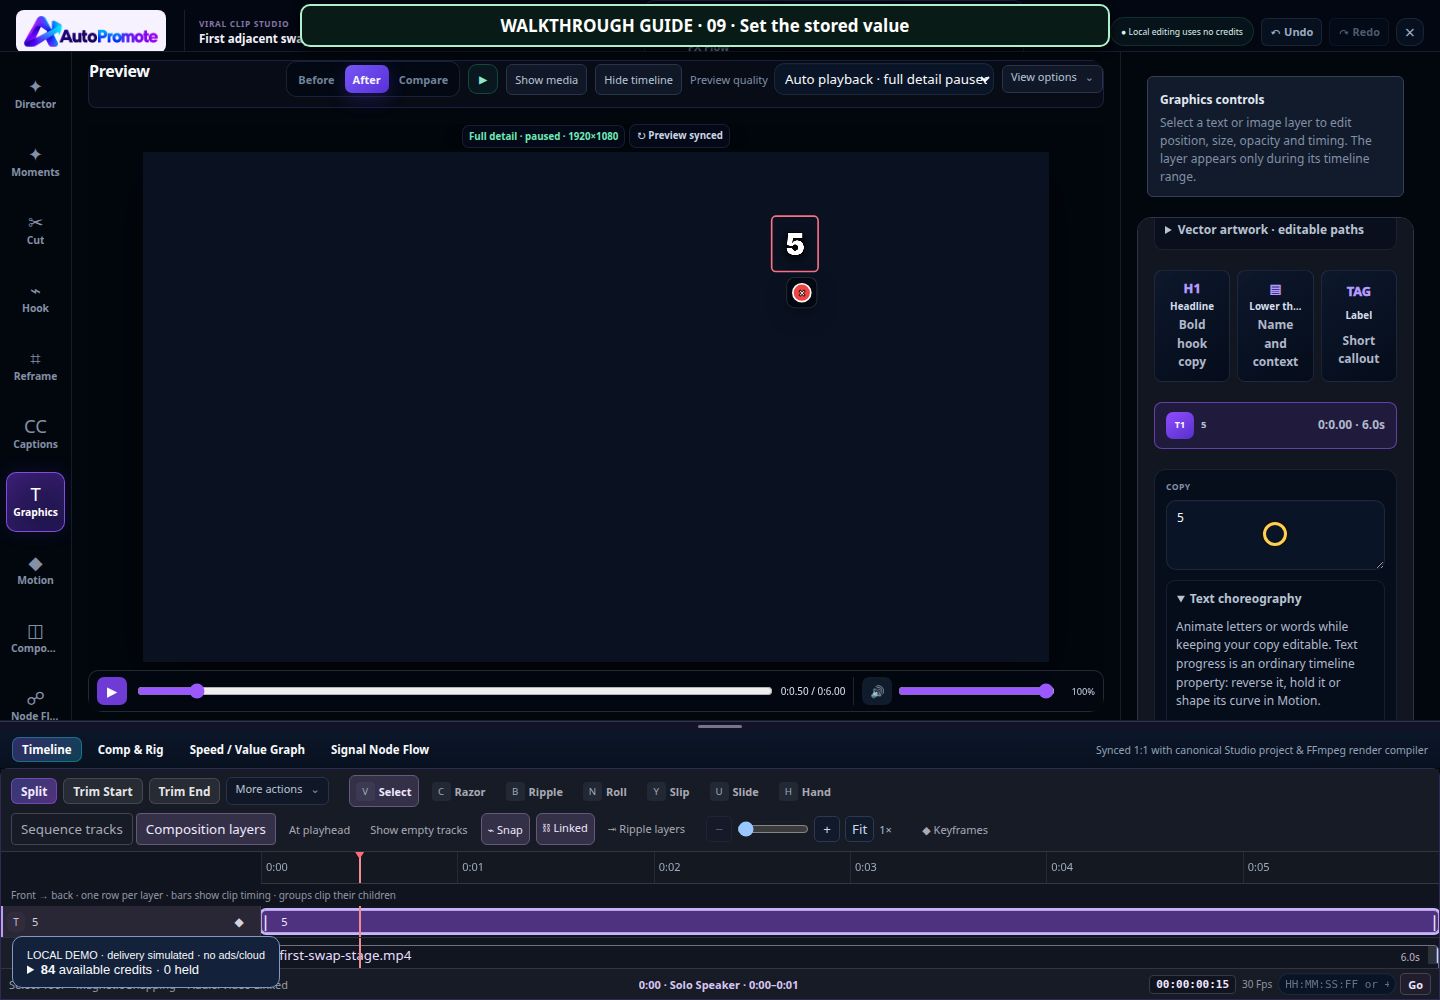 WALKTHROUGH GUIDE · 09 · Set the stored value
AutoPromote
VIRAL CLIP STUDIO
First adjacent swa
● Local editing uses no credits
↶ Undo
↷ Redo
✕
Director
Moments
Cut
Hook
Reframe
CC
Captions
T
Graphics
Motion
Compo...
Node Fl...
Preview
Before
After
Compare
Show media
Hide timeline
Preview quality
Auto playback · full detail pause
View options
Full detail · paused · 1920×1080
↻ Preview synced
5
0:0.50 / 0:6.00
100%
Graphics controls
Select a text or image layer to edit
position, size, opacity and timing. The
layer appears only during its timeline
range.
▶ Vector artwork · editable paths
H1
Headline
Bold
hook
copy
Lower th...
Name
and
context
TAG
Label
Short
callout
T1 5 0:0.00 · 6.0s
COPY
5
▼ Text choreography
Animate letters or words while
keeping your copy editable. Text
progress is an ordinary timeline
property: reverse it, hold it or
shape its curve in Motion.
Timeline
Comp & Rig
Speed / Value Graph
Signal Node Flow
Synced 1:1 with canonical Studio project & FFmpeg render compiler
Split
Trim Start
Trim End
More actions
V Select
C Razor
B Ripple
N Roll
Y Slip
U Slide
H Hand
Sequence tracks
Composition layers
At playhead
Show empty tracks
Snap
Linked
⇥ Ripple layers
−
+
Fit
1×
◆ Keyframes
0:00 0:01 0:02 0:03 0:04 0:05
Front → back · one row per layer · bars show clip timing · groups clip their children
T 5 ◆ 5
first-swap-stage.mp4 6.0s
LOCAL DEMO · delivery simulated · no ads/cloud
▶ 84 available credits · 0 held
0:00 · Solo Speaker · 0:00–0:01
00:00:00:15
30 Fps
HH:MM:SS:FF or +
Go